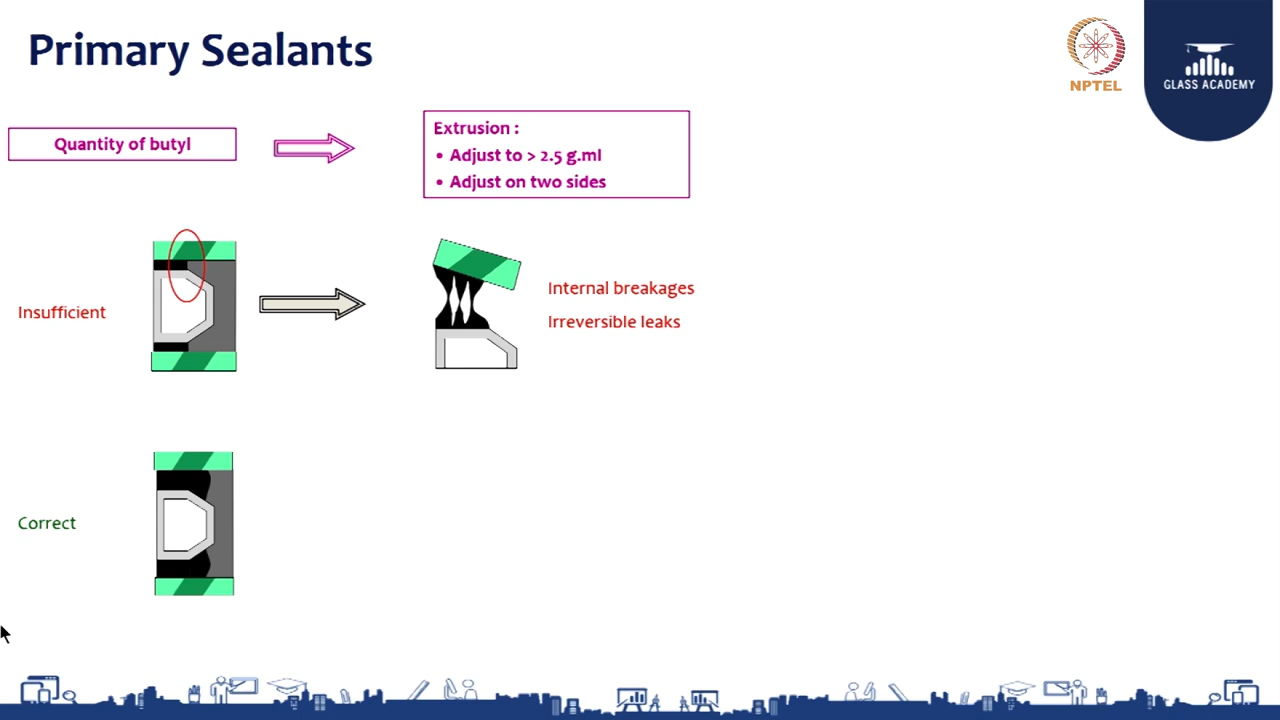 Primary Sealants
NPTEL
GLASS ACADEMY
Quantity of butyl
Extrusion :
• Adjust to > 2.5 g.ml
• Adjust on two sides
Insufficient
Internal breakages
Irreversible leaks
Correct